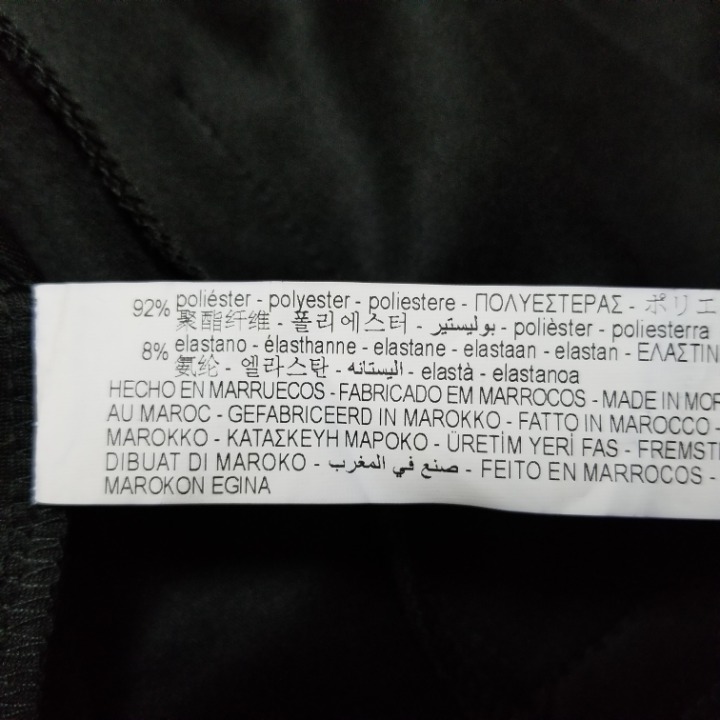 92% poliéster - polyester - poliestere - ΠΟΛΥΕΣΤΕΡΑΣ - ポリエ
聚酯纤维 - 폴리에스터 - بوليستير - polièster - poliesterra
8% elastano - élasthanne - elastane - elastaan - elastan - ΕΛΑΣΤΙΝ
氨纶 - 엘라스탄 - اليستانه - elastà - elastanoa
HECHO EN MARRUECOS - FABRICADO EM MARROCOS - MADE IN MOR
AU MAROC - GEFABRICEERD IN MAROKKO - FATTO IN MAROCCO -
MAROKKO - ΚΑΤΑΣΚΕΥΗ ΜΑΡΟΚΟ - ÜRETİM YERİ FAS - FREMSTI
DIBUAT DI MAROKO - صنع في المغرب - FEITO EN MARROCOS -
MAROKON EGINA